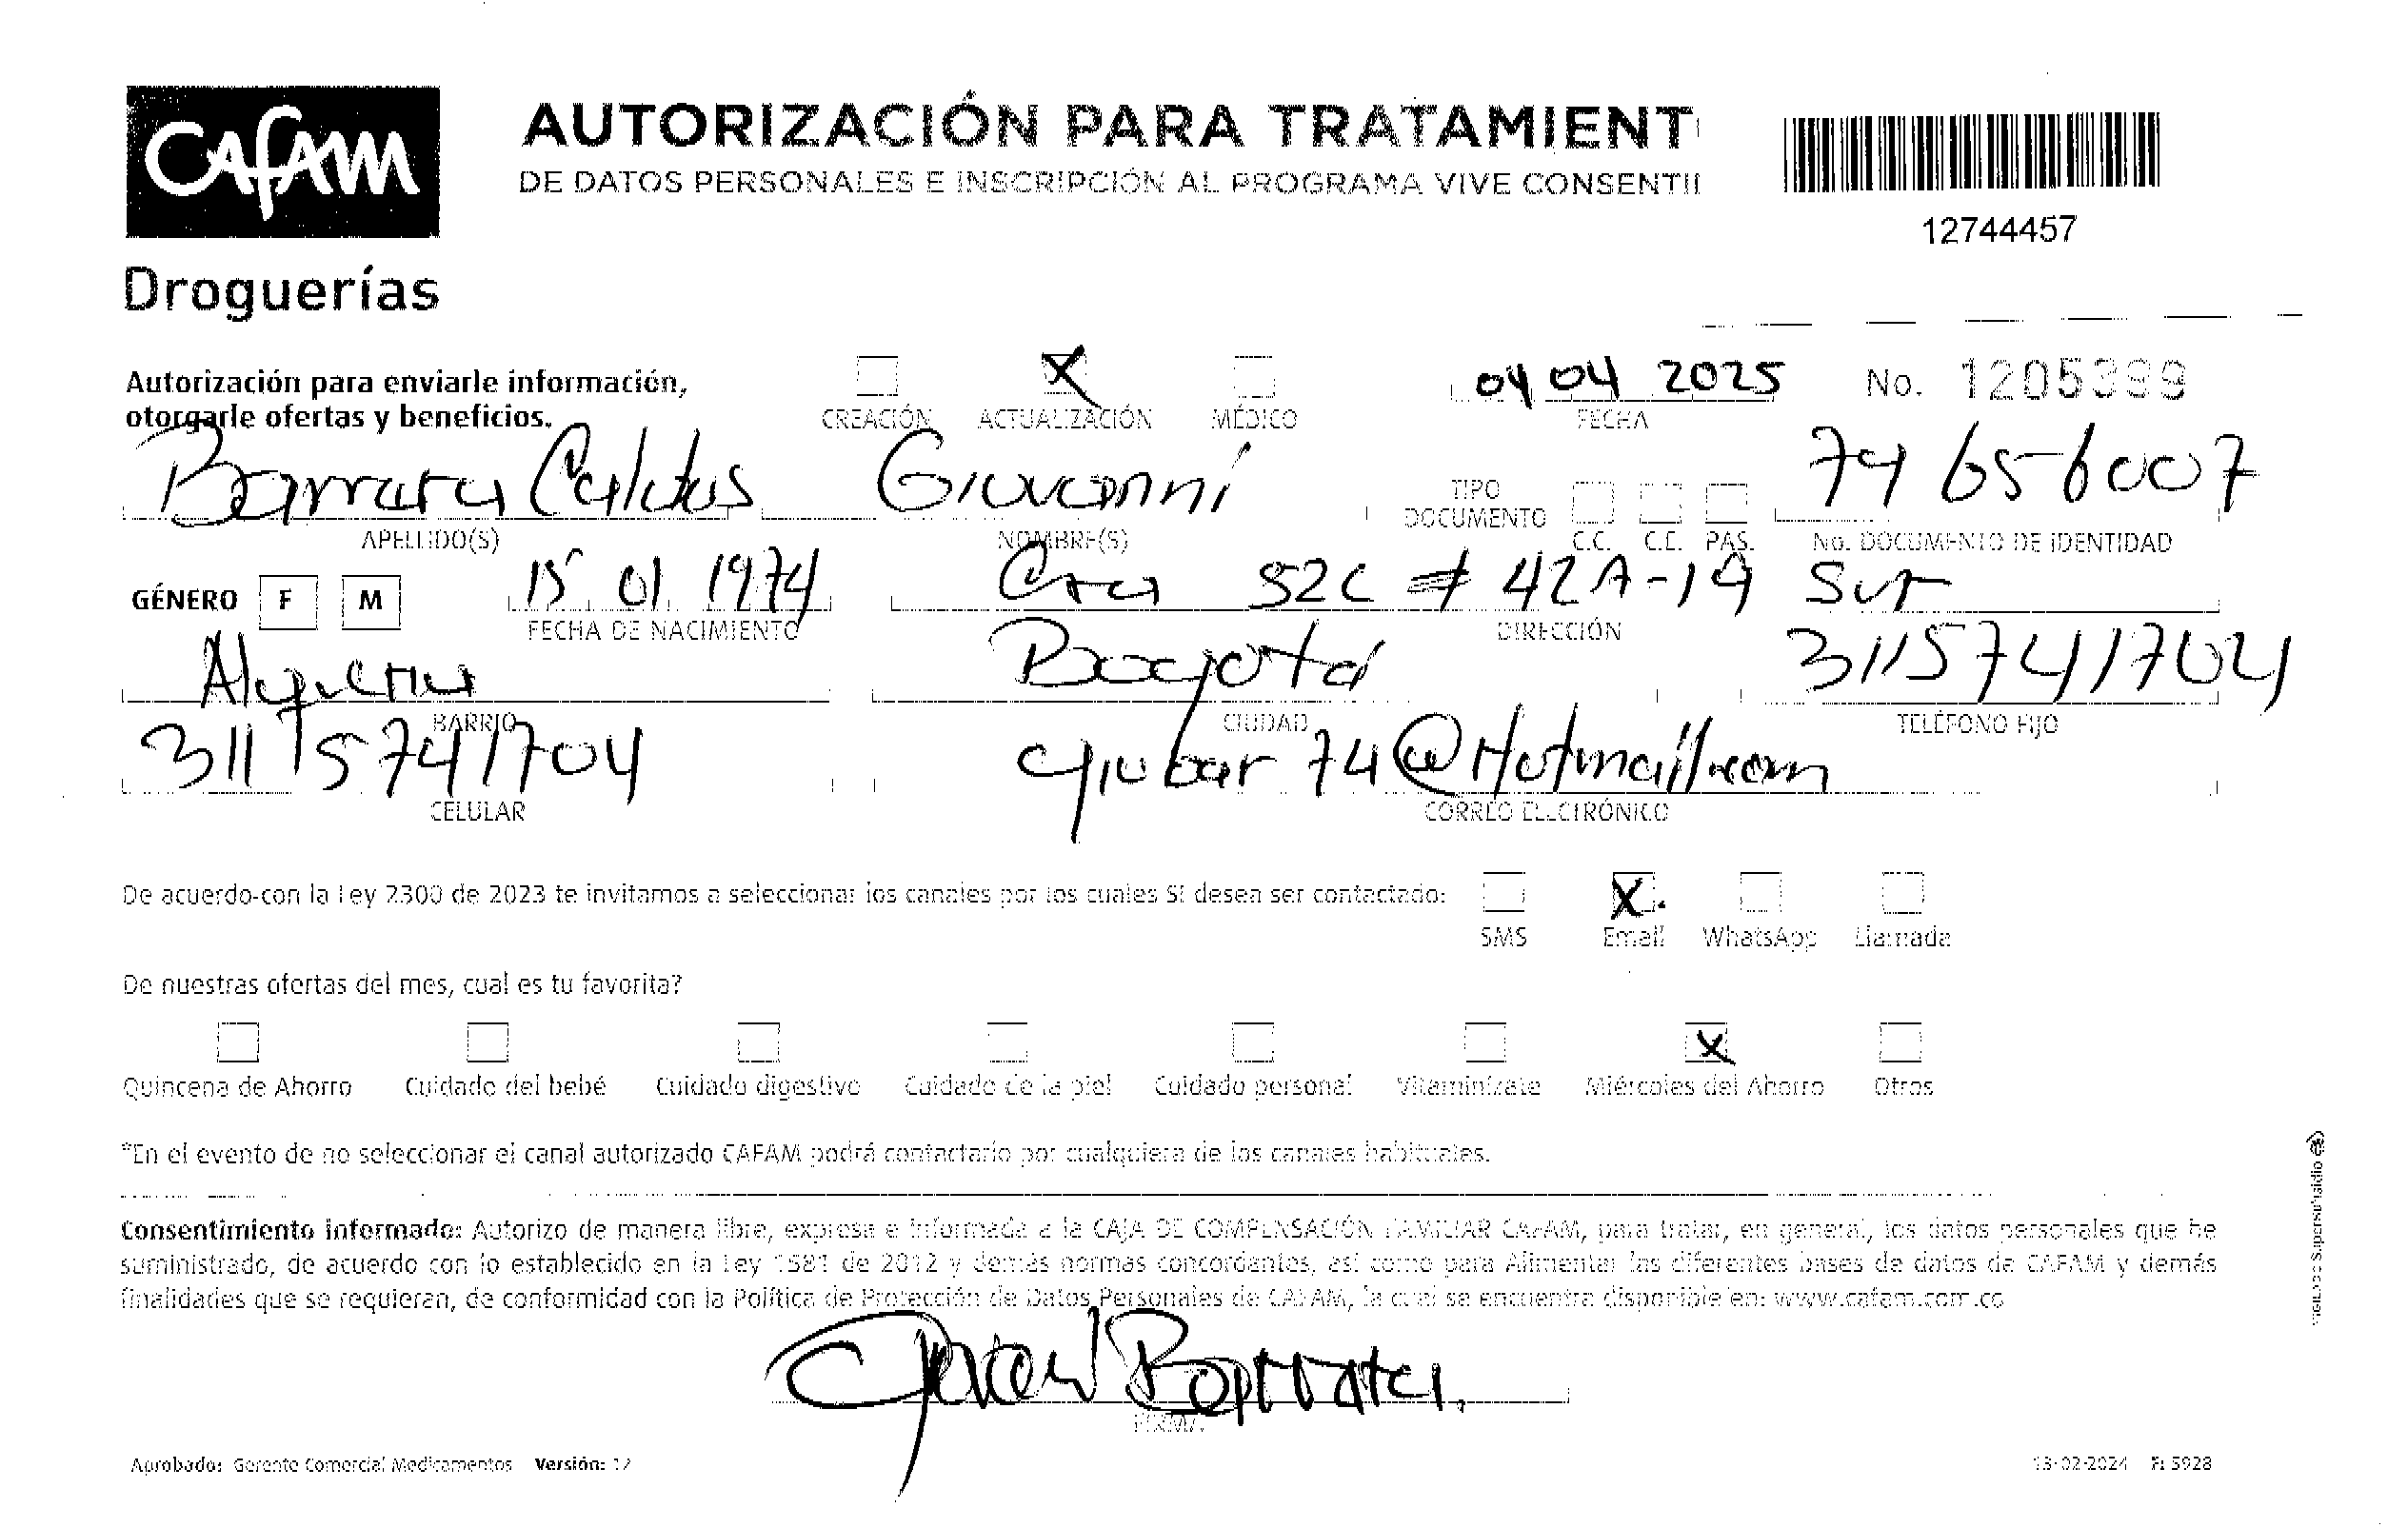 CAFAM
Droguerías
AUTORIZACIÓN PARA TRATAMIENT
DE DATOS PERSONALES E INSCRIPCIÓN AL PROGRAMA VIVE CONSENTI
12744457
Autorización para enviarle información,
otorgarle ofertas y beneficios.
CREACIÓN X ACTUALIZACIÓN MÉDICO
04 04 2025
FECHA
No. 1205399
Barrera Caldas Giovanni 74656007
APELLIDO(S) NOMBRE(S) TIPO DOCUMENTO C.C. C.E. PAS. No. DOCUMENTO DE IDENTIDAD
GÉNERO F M 15 01 1974 Cra 52C # 42A-19 Sur
FECHA DE NACIMIENTO DIRECCIÓN
Alqueria Bogotá 3115741704
BARRIO CIUDAD TELÉFONO FIJO
3115741704 giubar74@Hotmail.com
CELULAR CORREO ELECTRÓNICO
De acuerdo con la Ley 2300 de 2023 te invitamos a seleccionar los canales por los cuales SI desea ser contactado:
SMS X Email WhatsApp Llamada
De nuestras ofertas del mes, cual es tu favorita?
Quincena de Ahorro Cuidado del bebé Cuidado digestivo Cuidado de la piel Cuidado personal Vitamínizate X Miércoles del Ahorro Otros
*En el evento de no seleccionar el canal autorizado CAFAM podrá contactarlo por cualquiera de los canales habituales.
Consentimiento informado: Autorizo de manera libre, expresa e informada a la CAJA DE COMPENSACIÓN FAMILIAR CAFAM, para tratar, en general, los datos personales que he
suministrado, de acuerdo con lo establecido en la Ley 1581 de 2012 y demás normas concordantes, así como para Alimentar las diferentes bases de datos de CAFAM y demás
finalidades que se requieran, de conformidad con la Política de Protección de Datos Personales de CAFAM, la cual se encuentra disponible en: www.cafam.com.co
FIRMA
Aprobado: Gerente Comercial Medicamentos Versión: 12
13-02-2024 F: 5928